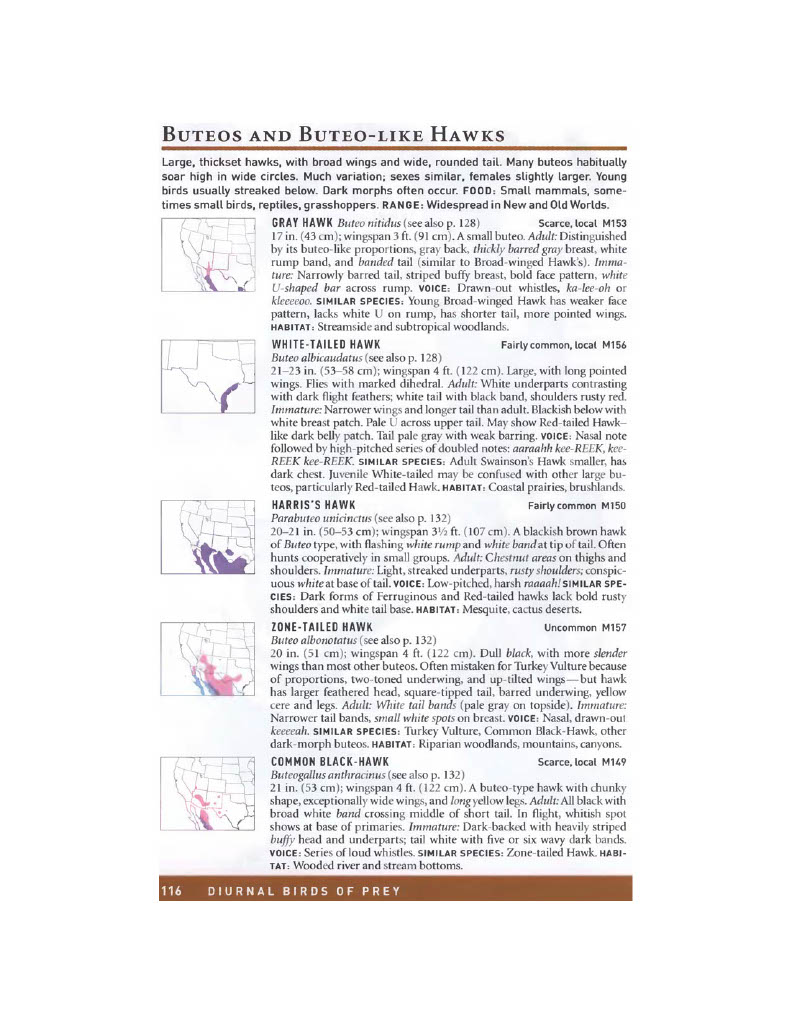 BUTEOS AND BUTEO-LIKE HAWKS
Large, thickset hawks, with broad wings and wide, rounded tail. Many buteos habitually
soar high in wide circles. Much variation; sexes similar, females slightly larger. Young
birds usually streaked below. Dark morphs often occur. FOOD: Small mammals, some-
times small birds, reptiles, grasshoppers. RANGE: Widespread in New and Old Worlds.
GRAY HAWK Buteo nitidus (see also p. 128) Scarce, local M153
17 in. (43 cm); wingspan 3 ft. (91 cm). A small buteo. Adult: Distinguished
by its buteo-like proportions, gray back, thickly barred gray breast, white
rump band, and banded tail (similar to Broad-winged Hawk's). Imma-
ture: Narrowly barred tail, striped buffy breast, bold face pattern, white
U-shaped bar across rump. VOICE: Drawn-out whistles, ka-lee-oh or
kleeeeoo. SIMILAR SPECIES: Young Broad-winged Hawk has weaker face
pattern, lacks white U on rump, has shorter tail, more pointed wings.
HABITAT: Streamside and subtropical woodlands.
WHITE-TAILED HAWK Fairly common, local M156
Buteo albicaudatus (see also p. 128)
21–23 in. (53–58 cm); wingspan 4 ft. (122 cm). Large, with long pointed
wings. Flies with marked dihedral. Adult: White underparts contrasting
with dark flight feathers; white tail with black band, shoulders rusty red.
Immature: Narrower wings and longer tail than adult. Blackish below with
white breast patch. Pale U across upper tail. May show Red-tailed Hawk–
like dark belly patch. Tail pale gray with weak barring. VOICE: Nasal note
followed by high-pitched series of doubled notes: aaraahh kee-REEK, kee-
REEK kee-REEK. SIMILAR SPECIES: Adult Swainson's Hawk smaller, has
dark chest. Juvenile White-tailed may be confused with other large bu-
teos, particularly Red-tailed Hawk. HABITAT: Coastal prairies, brushlands.
HARRIS'S HAWK Fairly common M150
Parabuteo unicinctus (see also p. 132)
20–21 in. (50–53 cm); wingspan 3½ ft. (107 cm). A blackish brown hawk
of Buteo type, with flashing white rump and white band at tip of tail. Often
hunts cooperatively in small groups. Adult: Chestnut areas on thighs and
shoulders. Immature: Light, streaked underparts, rusty shoulders; conspic-
uous white at base of tail. VOICE: Low-pitched, harsh raaaah! SIMILAR SPE-
CIES: Dark forms of Ferruginous and Red-tailed hawks lack bold rusty
shoulders and white tail base. HABITAT: Mesquite, cactus deserts.
ZONE-TAILED HAWK Uncommon M157
Buteo albonotatus (see also p. 132)
20 in. (51 cm); wingspan 4 ft. (122 cm). Dull black, with more slender
wings than most other buteos. Often mistaken for Turkey Vulture because
of proportions, two-toned underwing, and up-tilted wings—but hawk
has larger feathered head, square-tipped tail, barred underwing, yellow
cere and legs. Adult: White tail bands (pale gray on topside). Immature:
Narrower tail bands, small white spots on breast. VOICE: Nasal, drawn-out
keeeeah. SIMILAR SPECIES: Turkey Vulture, Common Black-Hawk, other
dark-morph buteos. HABITAT: Riparian woodlands, mountains, canyons.
COMMON BLACK-HAWK Scarce, local M149
Buteogallus anthracinus (see also p. 132)
21 in. (53 cm); wingspan 4 ft. (122 cm). A buteo-type hawk with chunky
shape, exceptionally wide wings, and long yellow legs. Adult: All black with
broad white band crossing middle of short tail. In flight, whitish spot
shows at base of primaries. Immature: Dark-backed with heavily striped
buffy head and underparts; tail white with five or six wavy dark bands.
VOICE: Series of loud whistles. SIMILAR SPECIES: Zone-tailed Hawk. HABI-
TAT: Wooded river and stream bottoms.
116 DIURNAL BIRDS OF PREY